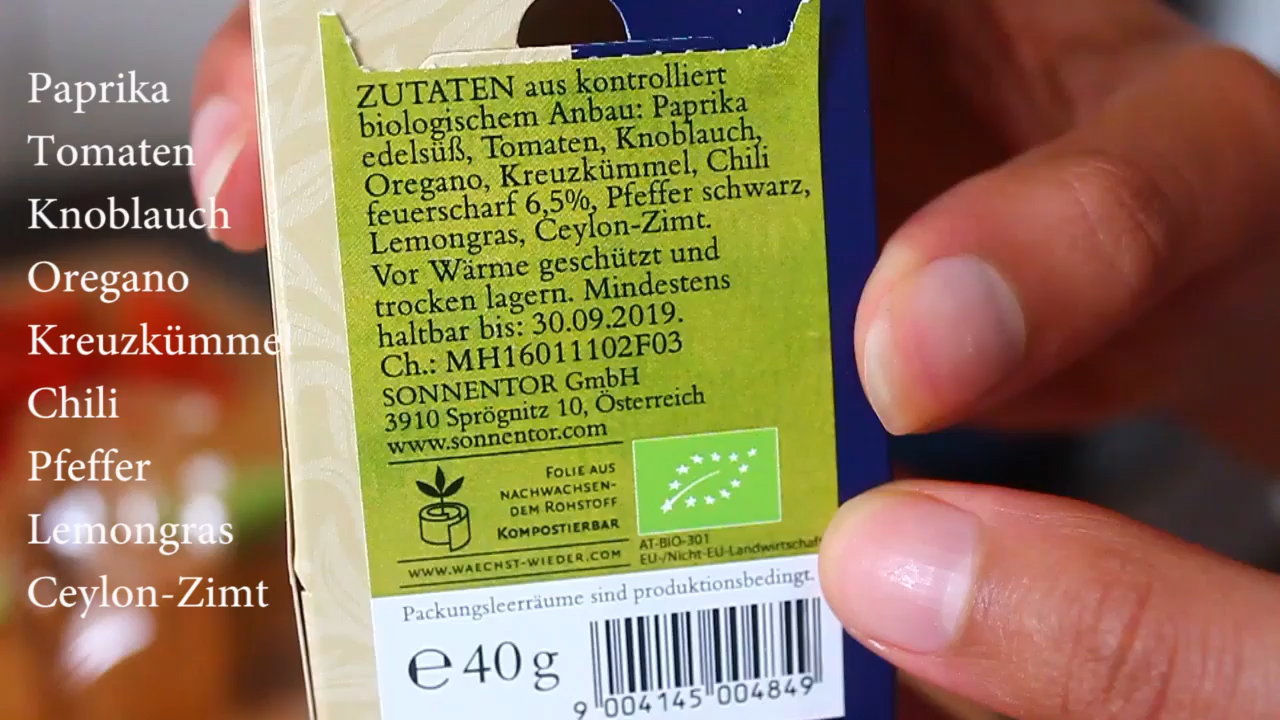 Paprika
Tomaten
Knoblauch
Oregano
Kreuzkümmel
Chili
Pfeffer
Lemongras
Ceylon-Zimt
ZUTATEN aus kontrolliert
biologischem Anbau: Paprika
edelsüß, Tomaten, Knoblauch,
Oregano, Kreuzkümmel, Chili
feuerscharf 6,5%, Pfeffer schwarz,
Lemongras, Ceylon-Zimt.
Vor Wärme geschützt und
trocken lagern. Mindestens
haltbar bis: 30.09.2019.
Ch.: MH16011102F03
SONNENTOR GmbH
3910 Sprögnitz 10, Österreich
www.sonnentor.com
FOLIE AUS
NACHWACHSEN-
DEM ROHSTOFF
KOMPOSTIERBAR
WWW.WAECHST-WIEDER.COM
AT-BIO-301
EU-/Nicht-EU-Landwirtschaf
Packungsleerräume sind produktionsbedingt.
℮ 40 g
9 004145 004849